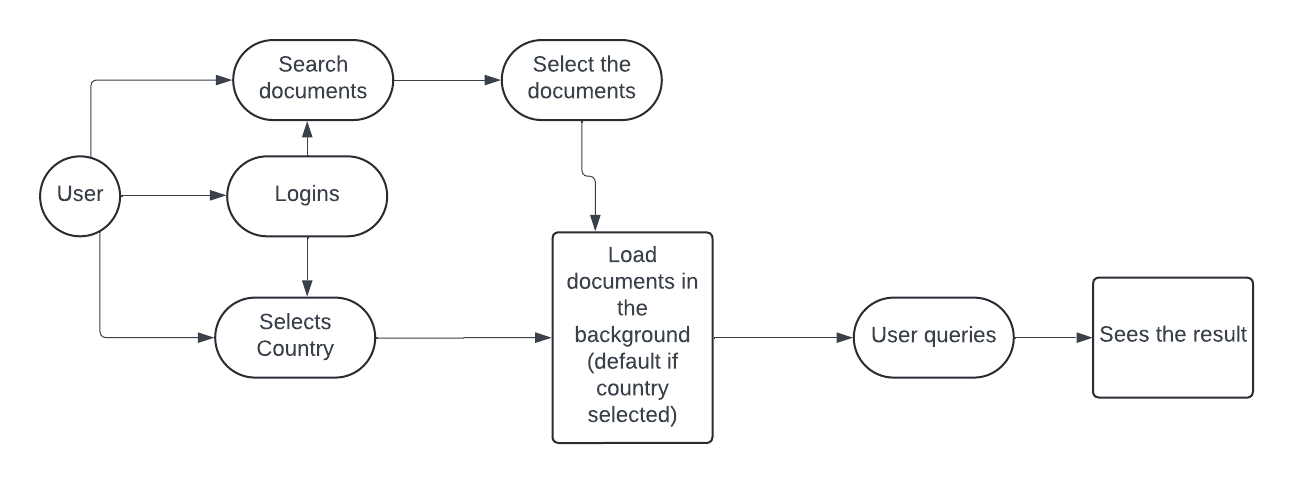 Search
documents
Select the
documents
User
Logins
Selects
Country
Load
documents in
the
background
(default if
country
selected)
User queries
Sees the result